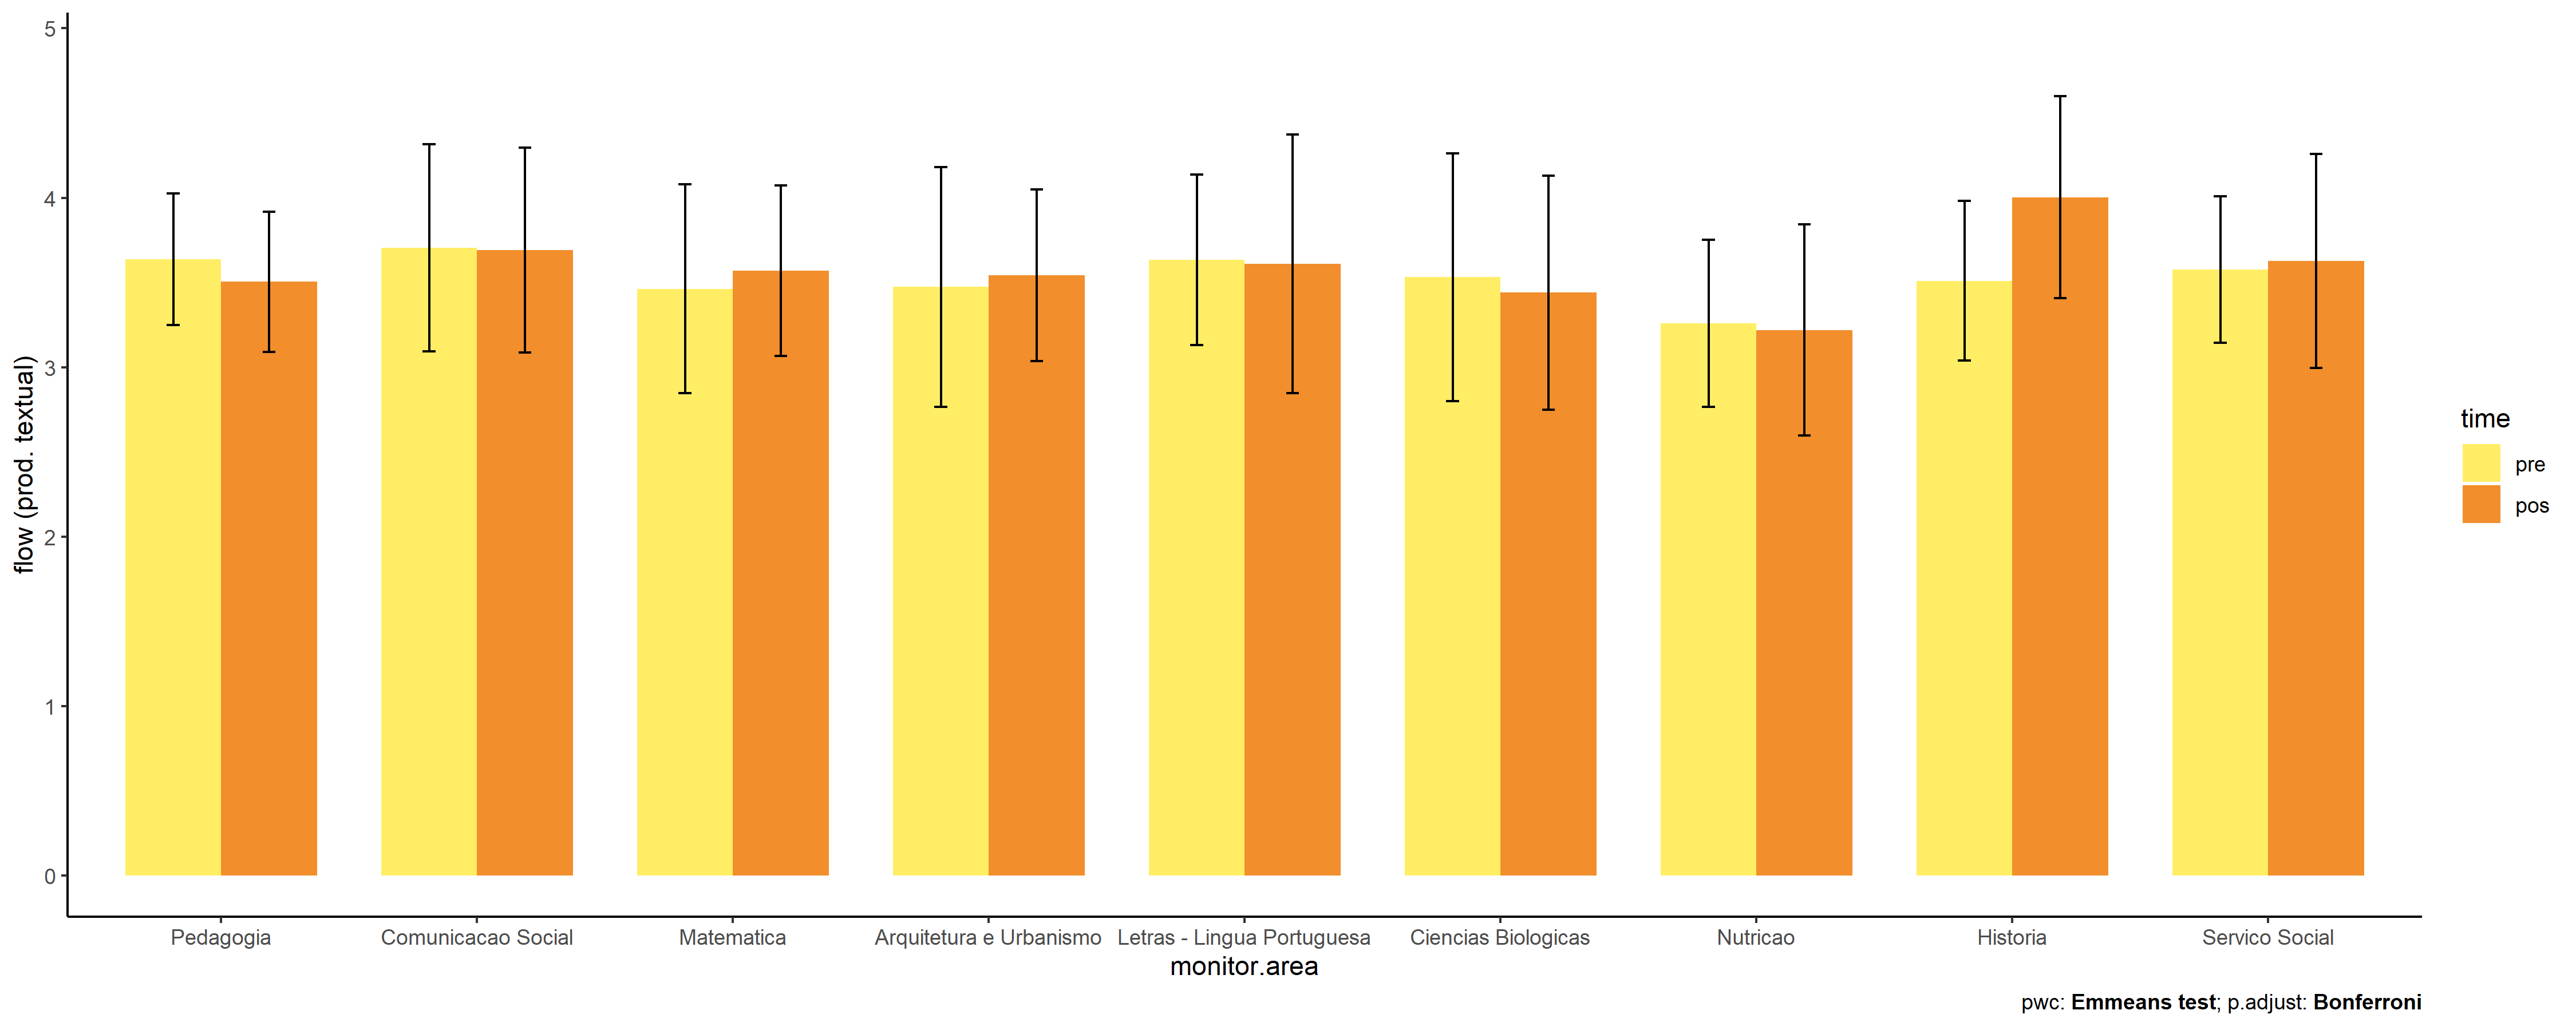 5
4
3
2
1
0
flow (prod. textual)
Pedagogia
Comunicacao Social
Matematica
Arquitetura e Urbanismo
Letras - Lingua Portuguesa
Ciencias Biologicas
Nutricao
Historia
Servico Social
monitor.area
time
pre
pos
pwc: Emmeans test; p.adjust: Bonferroni